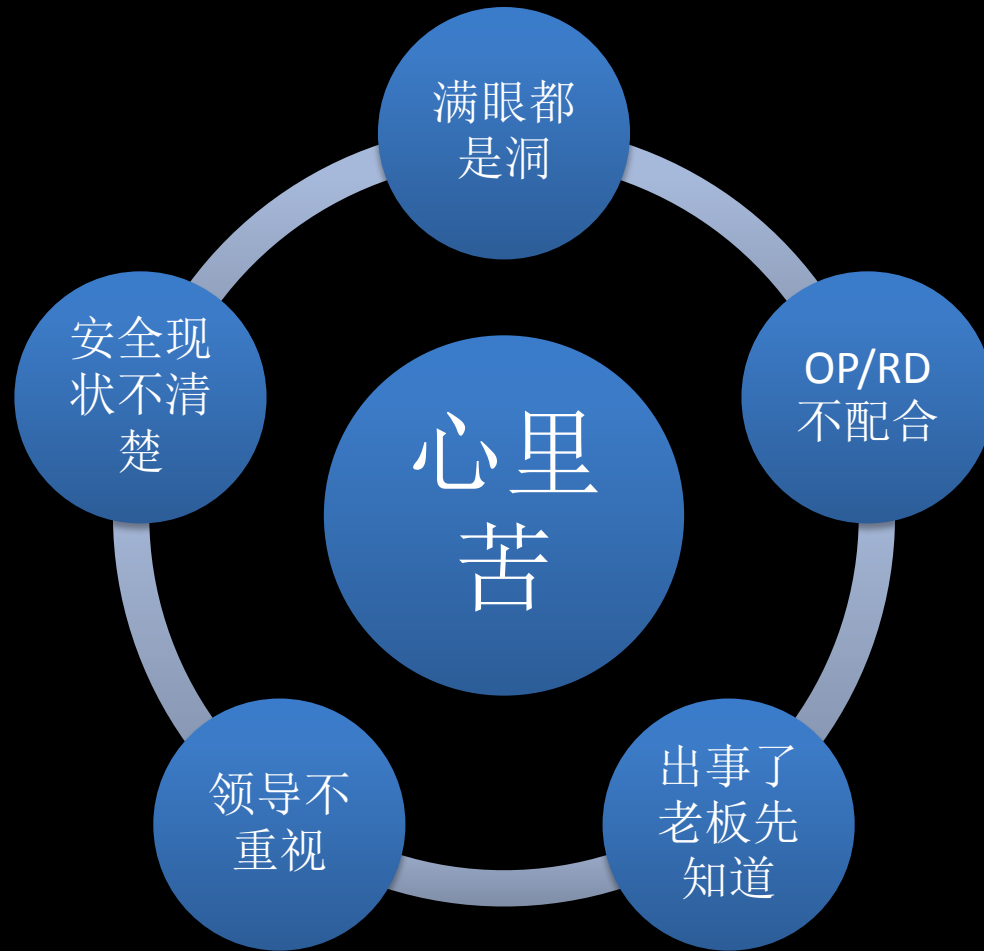 满眼都
是洞
OP/RD
不配合
出事了
老板先
知道
领导不
重视
安全现
状不清
楚
心里
苦